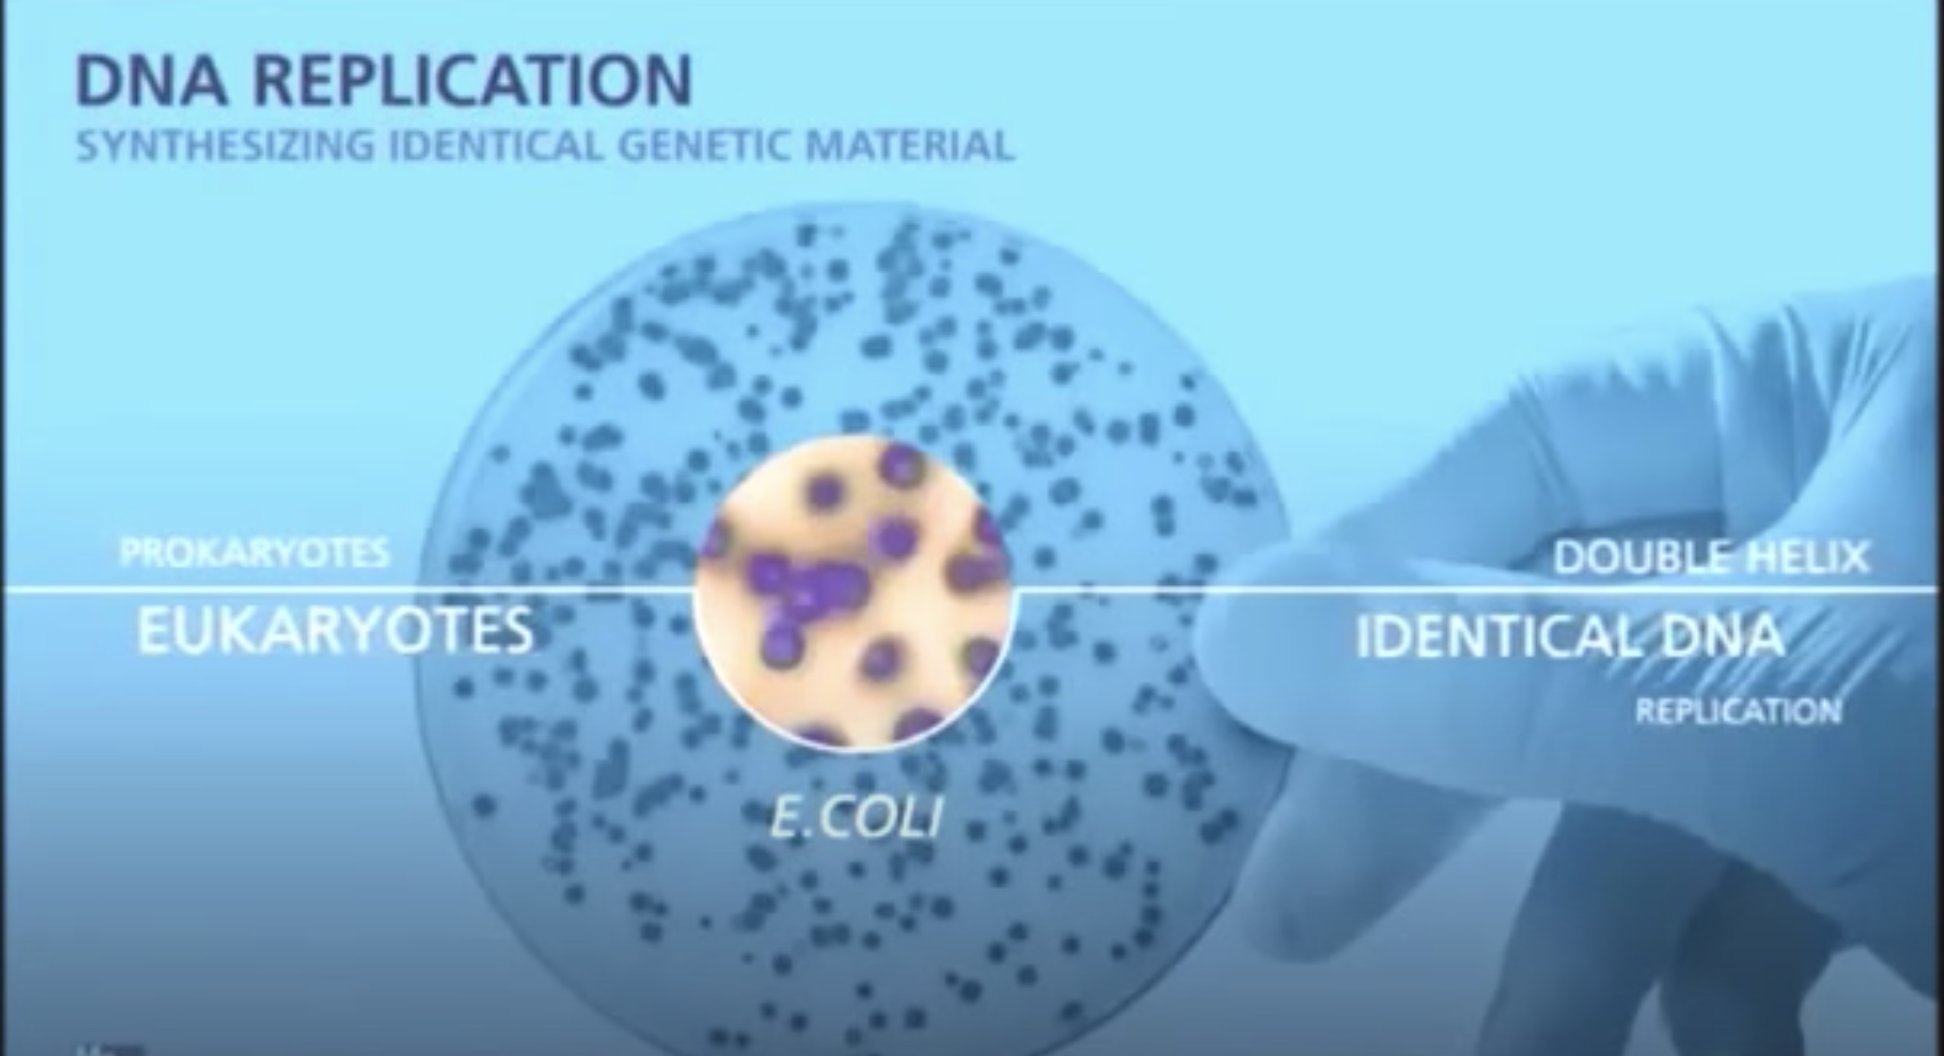 DNA REPLICATION
SYNTHESIZING IDENTICAL GENETIC MATERIAL
PROKARYOTES
EUKARYOTES
DOUBLE HELIX
IDENTICAL DNA
REPLICATION
E.COLI